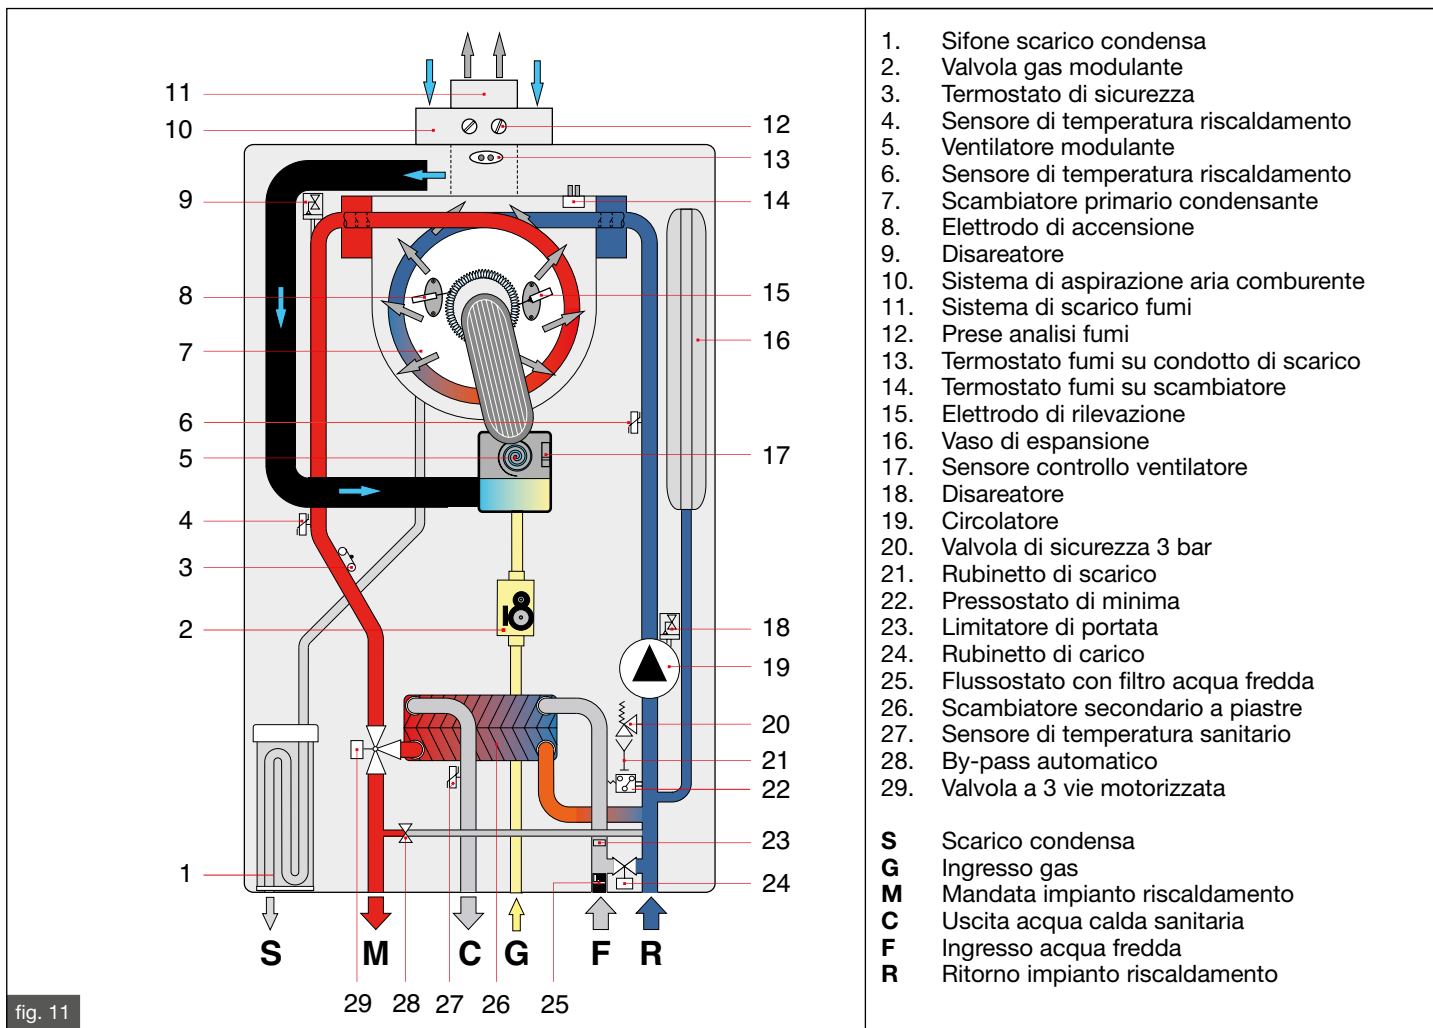 11
10
9
8
7
6
5
4
3
2
1
12
13
14
15
16
17
18
19
20
21
22
23
24
S
M
C
G
F
R
29
28
27
26
25
fig. 11
1. Sifone scarico condensa
2. Valvola gas modulante
3. Termostato di sicurezza
4. Sensore di temperatura riscaldamento
5. Ventilatore modulante
6. Sensore di temperatura riscaldamento
7. Scambiatore primario condensante
8. Elettrodo di accensione
9. Disareatore
10. Sistema di aspirazione aria comburente
11. Sistema di scarico fumi
12. Prese analisi fumi
13. Termostato fumi su condotto di scarico
14. Termostato fumi su scambiatore
15. Elettrodo di rilevazione
16. Vaso di espansione
17. Sensore controllo ventilatore
18. Disareatore
19. Circolatore
20. Valvola di sicurezza 3 bar
21. Rubinetto di scarico
22. Pressostato di minima
23. Limitatore di portata
24. Rubinetto di carico
25. Flussostato con filtro acqua fredda
26. Scambiatore secondario a piastre
27. Sensore di temperatura sanitario
28. By-pass automatico
29. Valvola a 3 vie motorizzata
S Scarico condensa
G Ingresso gas
M Mandata impianto riscaldamento
C Uscita acqua calda sanitaria
F Ingresso acqua fredda
R Ritorno impianto riscaldamento